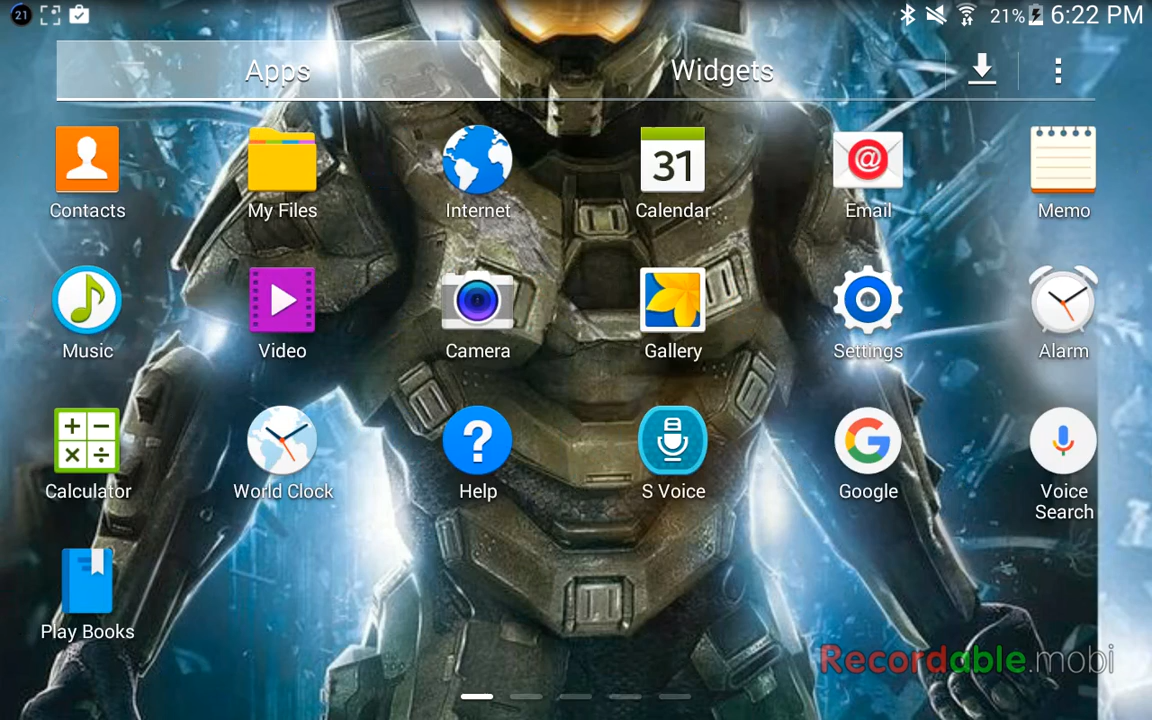 21 21% 6:22 PM
Apps Widgets
31
@
Contacts My Files Internet Calendar Email Memo
Music Video Camera Gallery Settings Alarm
Calculator World Clock Help S Voice Google Voice Search
Play Books
Recordable.mobi